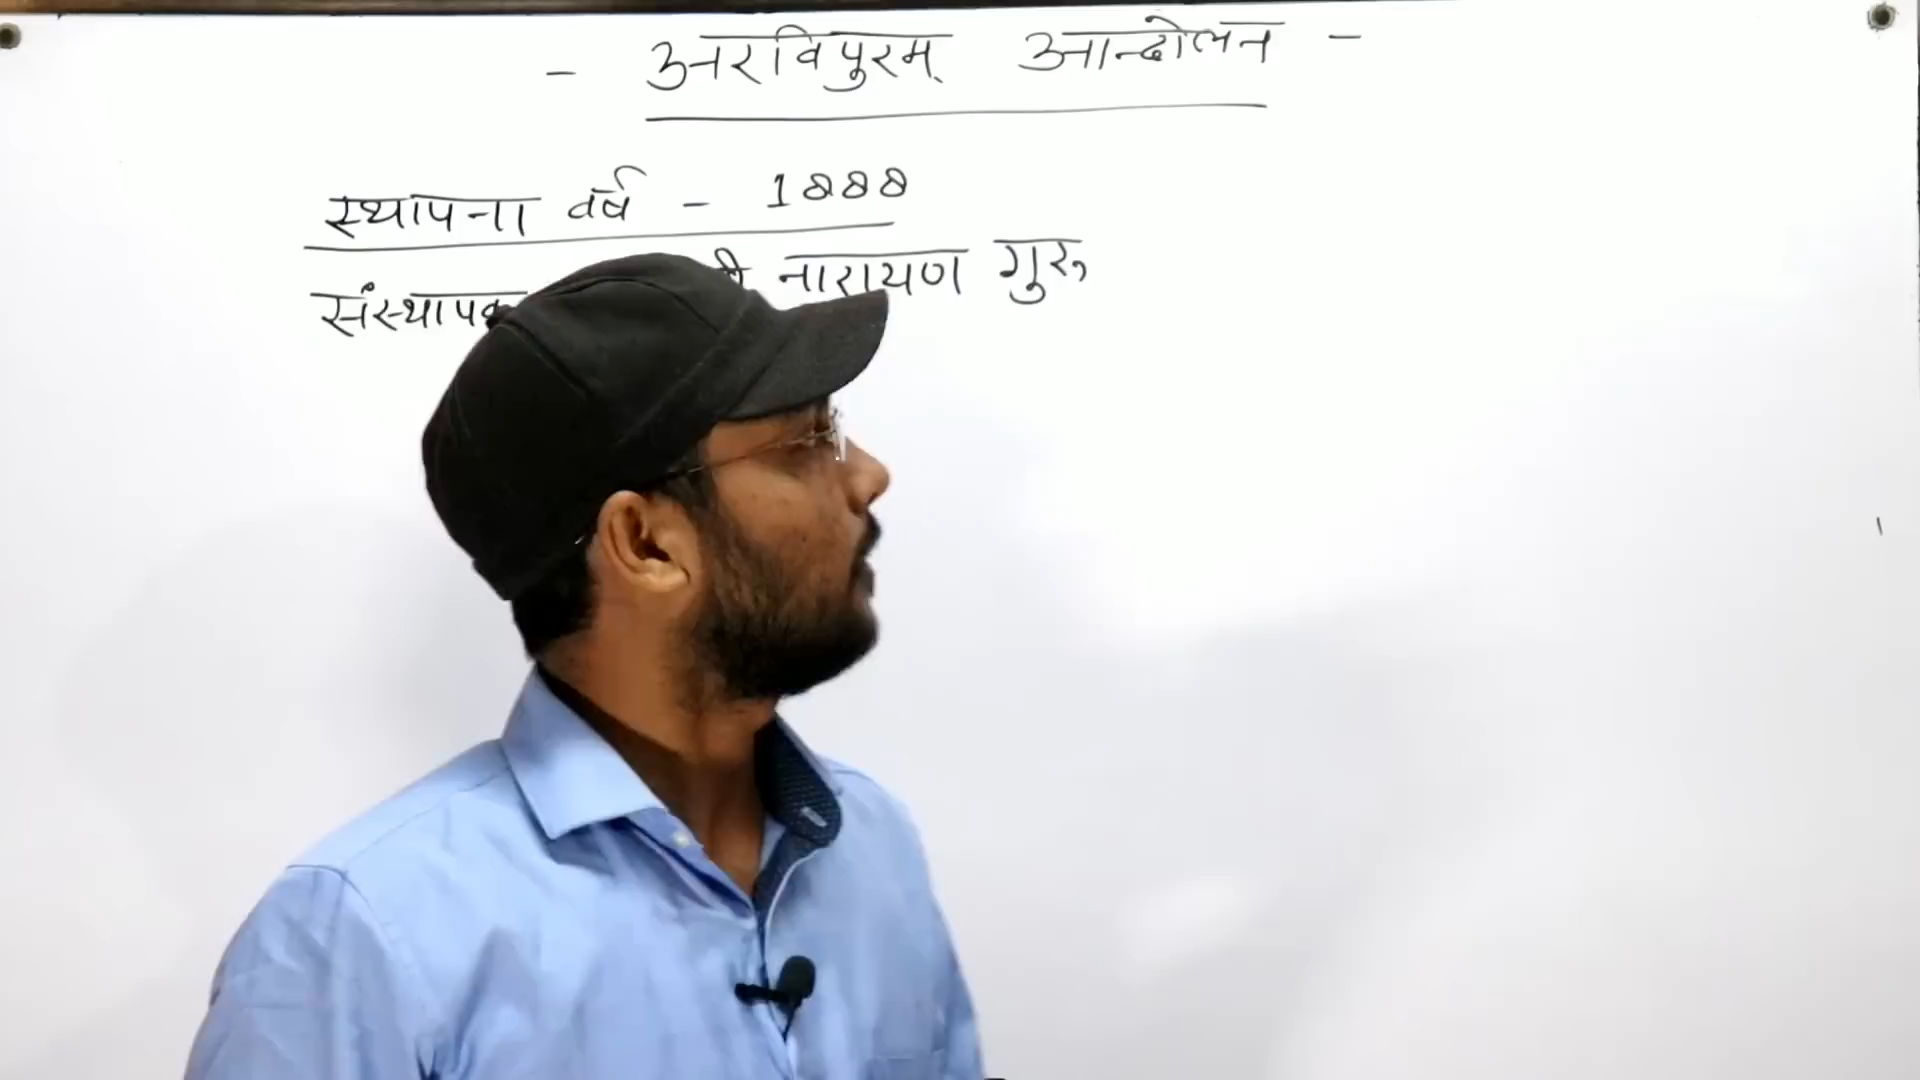 - अरविपुरम् आन्दोलन -
स्थापना वर्ष - 1888
संस्थापक नारायण गुरु